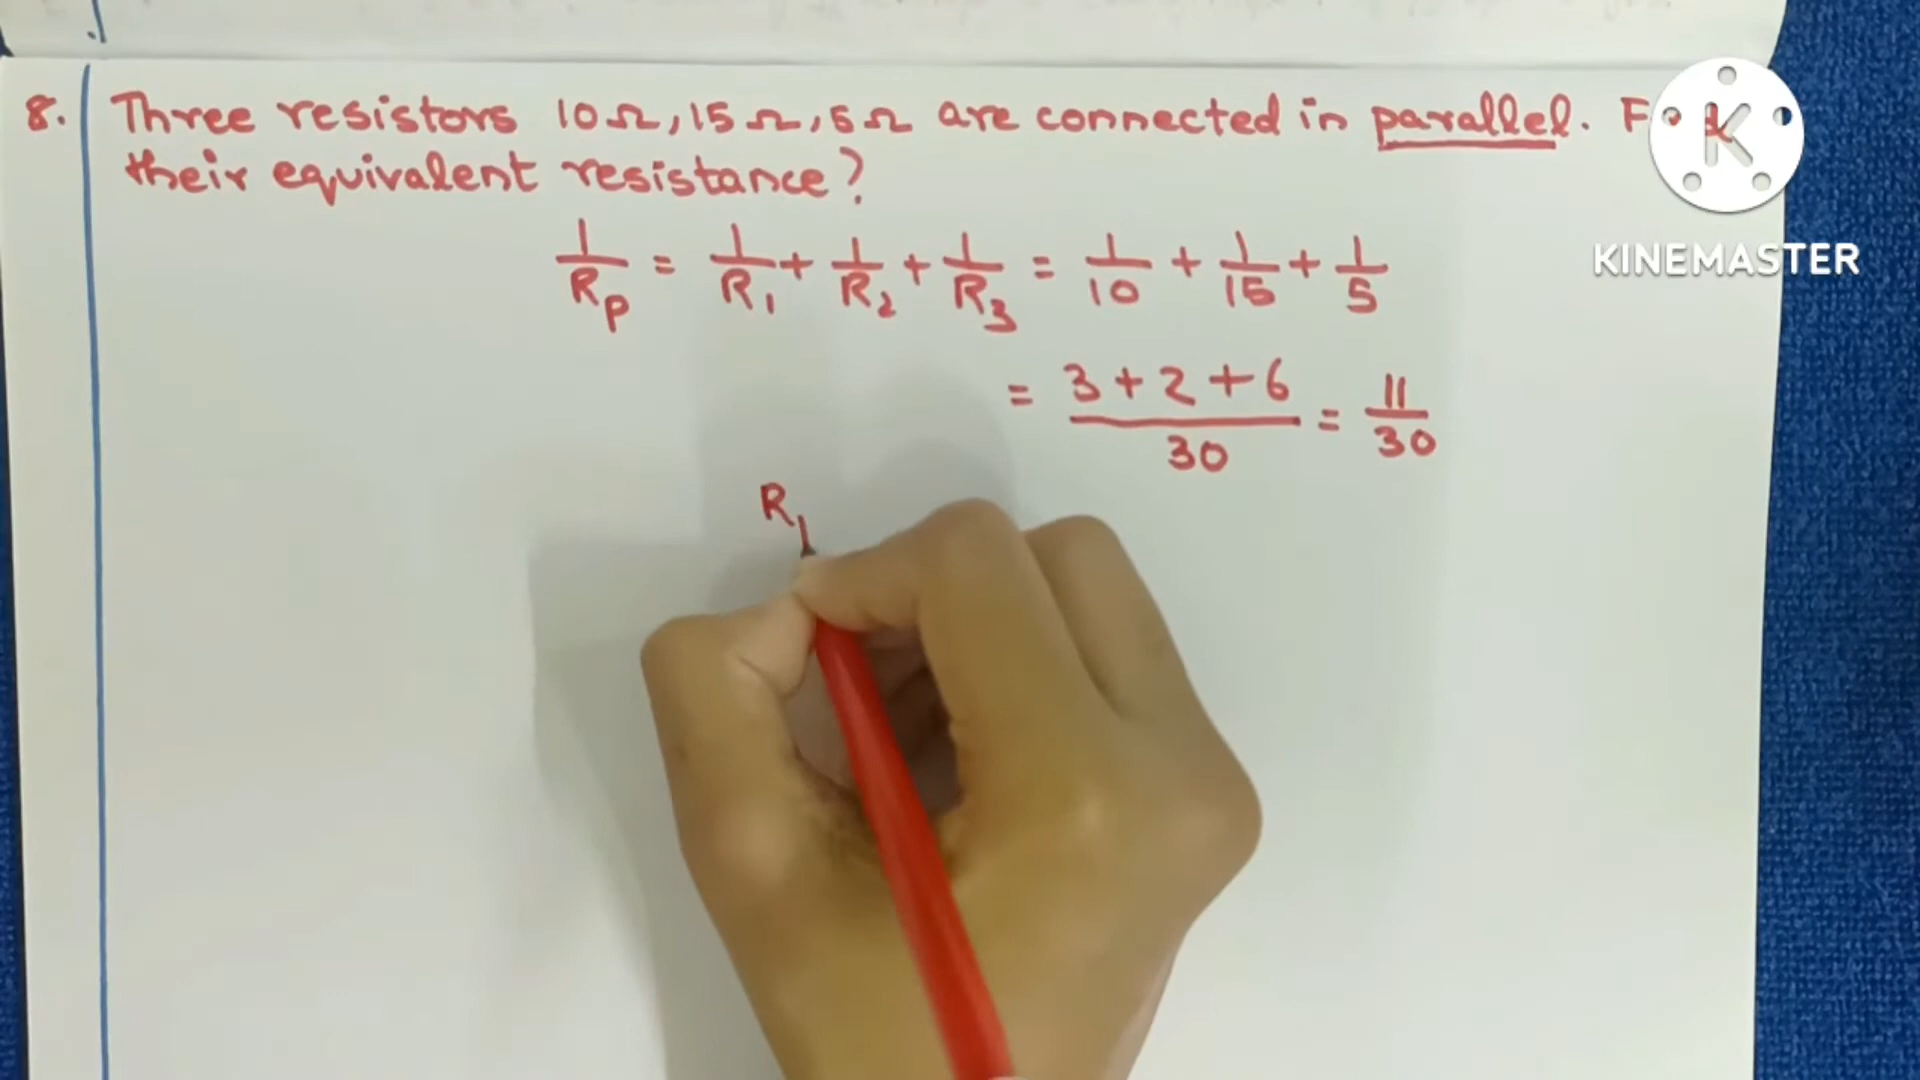 8. Three resistors 10Ω, 15Ω, 5Ω are connected in parallel.
their equivalent resistance?
1/Rp = 1/R1 + 1/R2 + 1/R3 = 1/10 + 1/15 + 1/5
= (3+2+6)/30 = 11/30
R
K
KINEMASTER